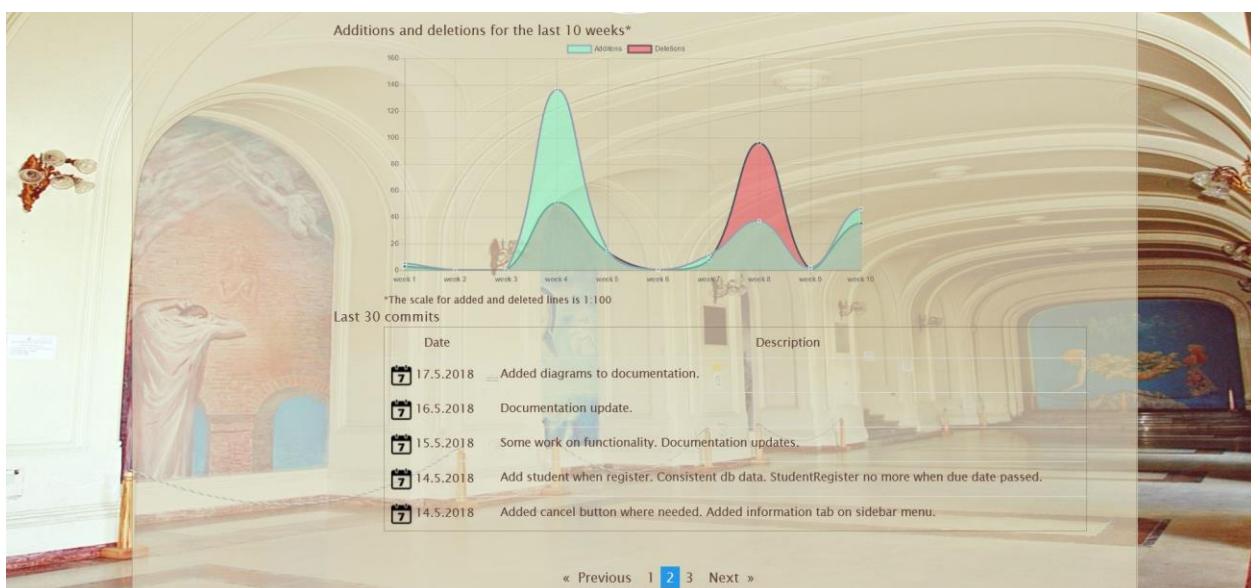 Additions and deletions for the last 10 weeks*
Additions Deletions
160
140
120
100
80
60
40
20
0
week 1 week 2 week 3 week 4 week 5 week 6 week 7 week 8 week 9 week 10
*The scale for added and deleted lines is 1:100
Last 30 commits
Date Description
7 17.5.2018 Added diagrams to documentation.
7 16.5.2018 Documentation update.
7 15.5.2018 Some work on functionality. Documentation updates.
7 14.5.2018 Add student when register. Consistent db data. StudentRegister no more when due date passed.
7 14.5.2018 Added cancel button where needed. Added information tab on sidebar menu.
« Previous 1 2 3 Next »